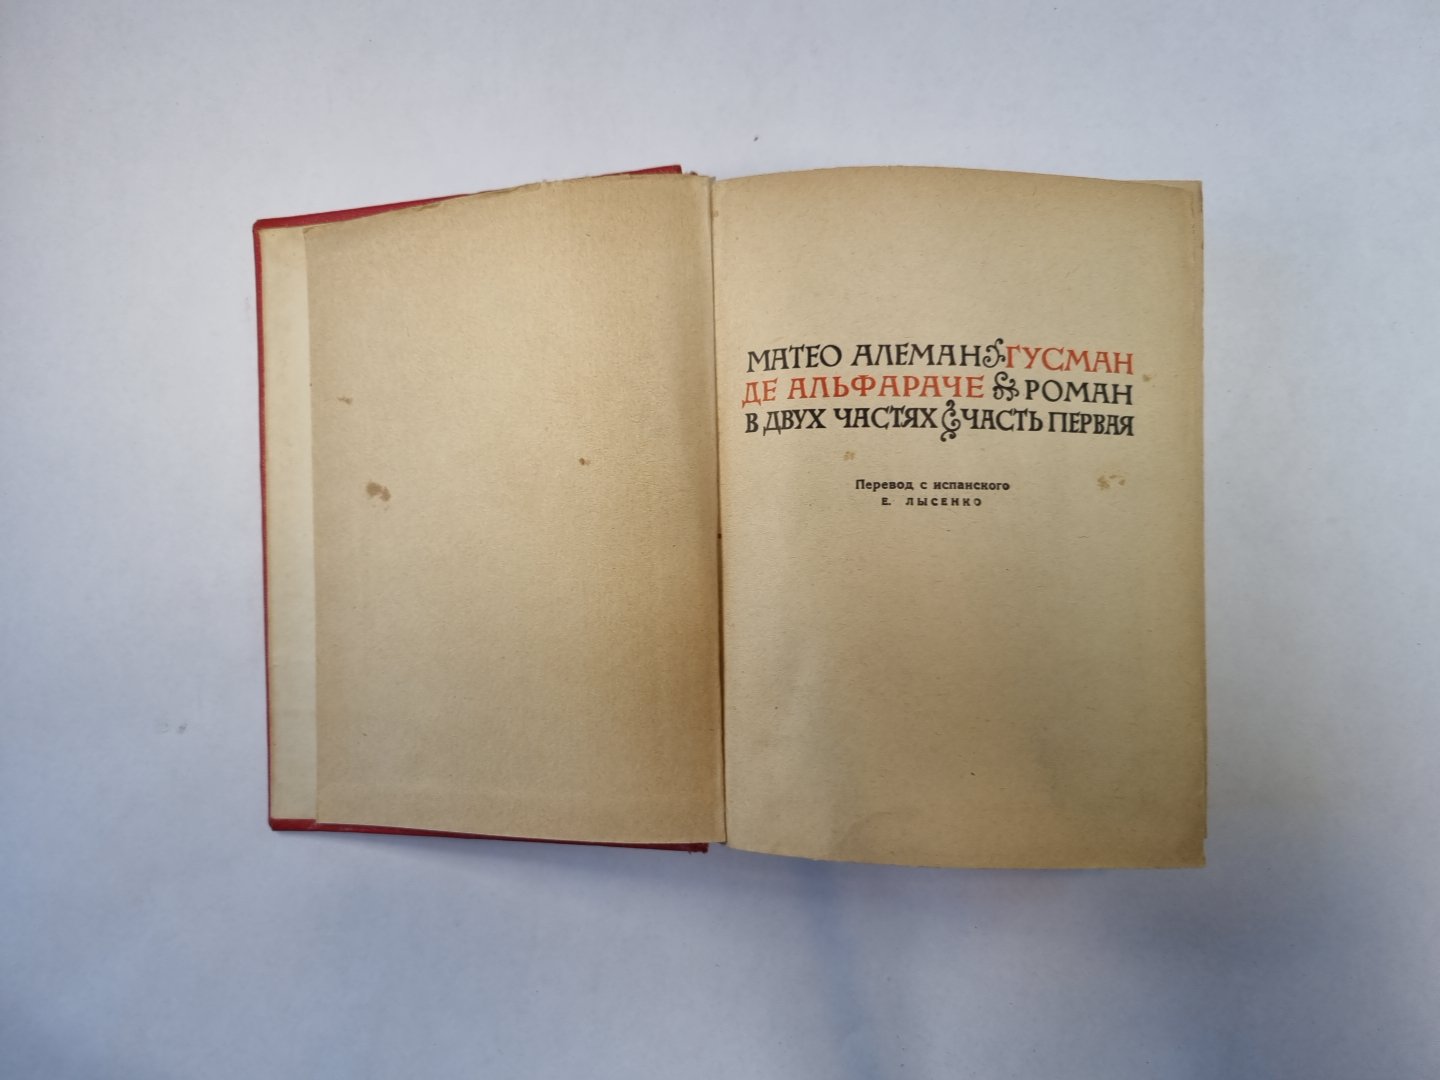 МАТЕО АЛЕМАН ГУСМАН
ДЕ АЛЬФАРАЧЕ РОМАН
В ДВУХ ЧАСТЯХ ЧАСТЬ ПЕРВАЯ
Перевод с испанского
Е. ЛЫСЕНКО